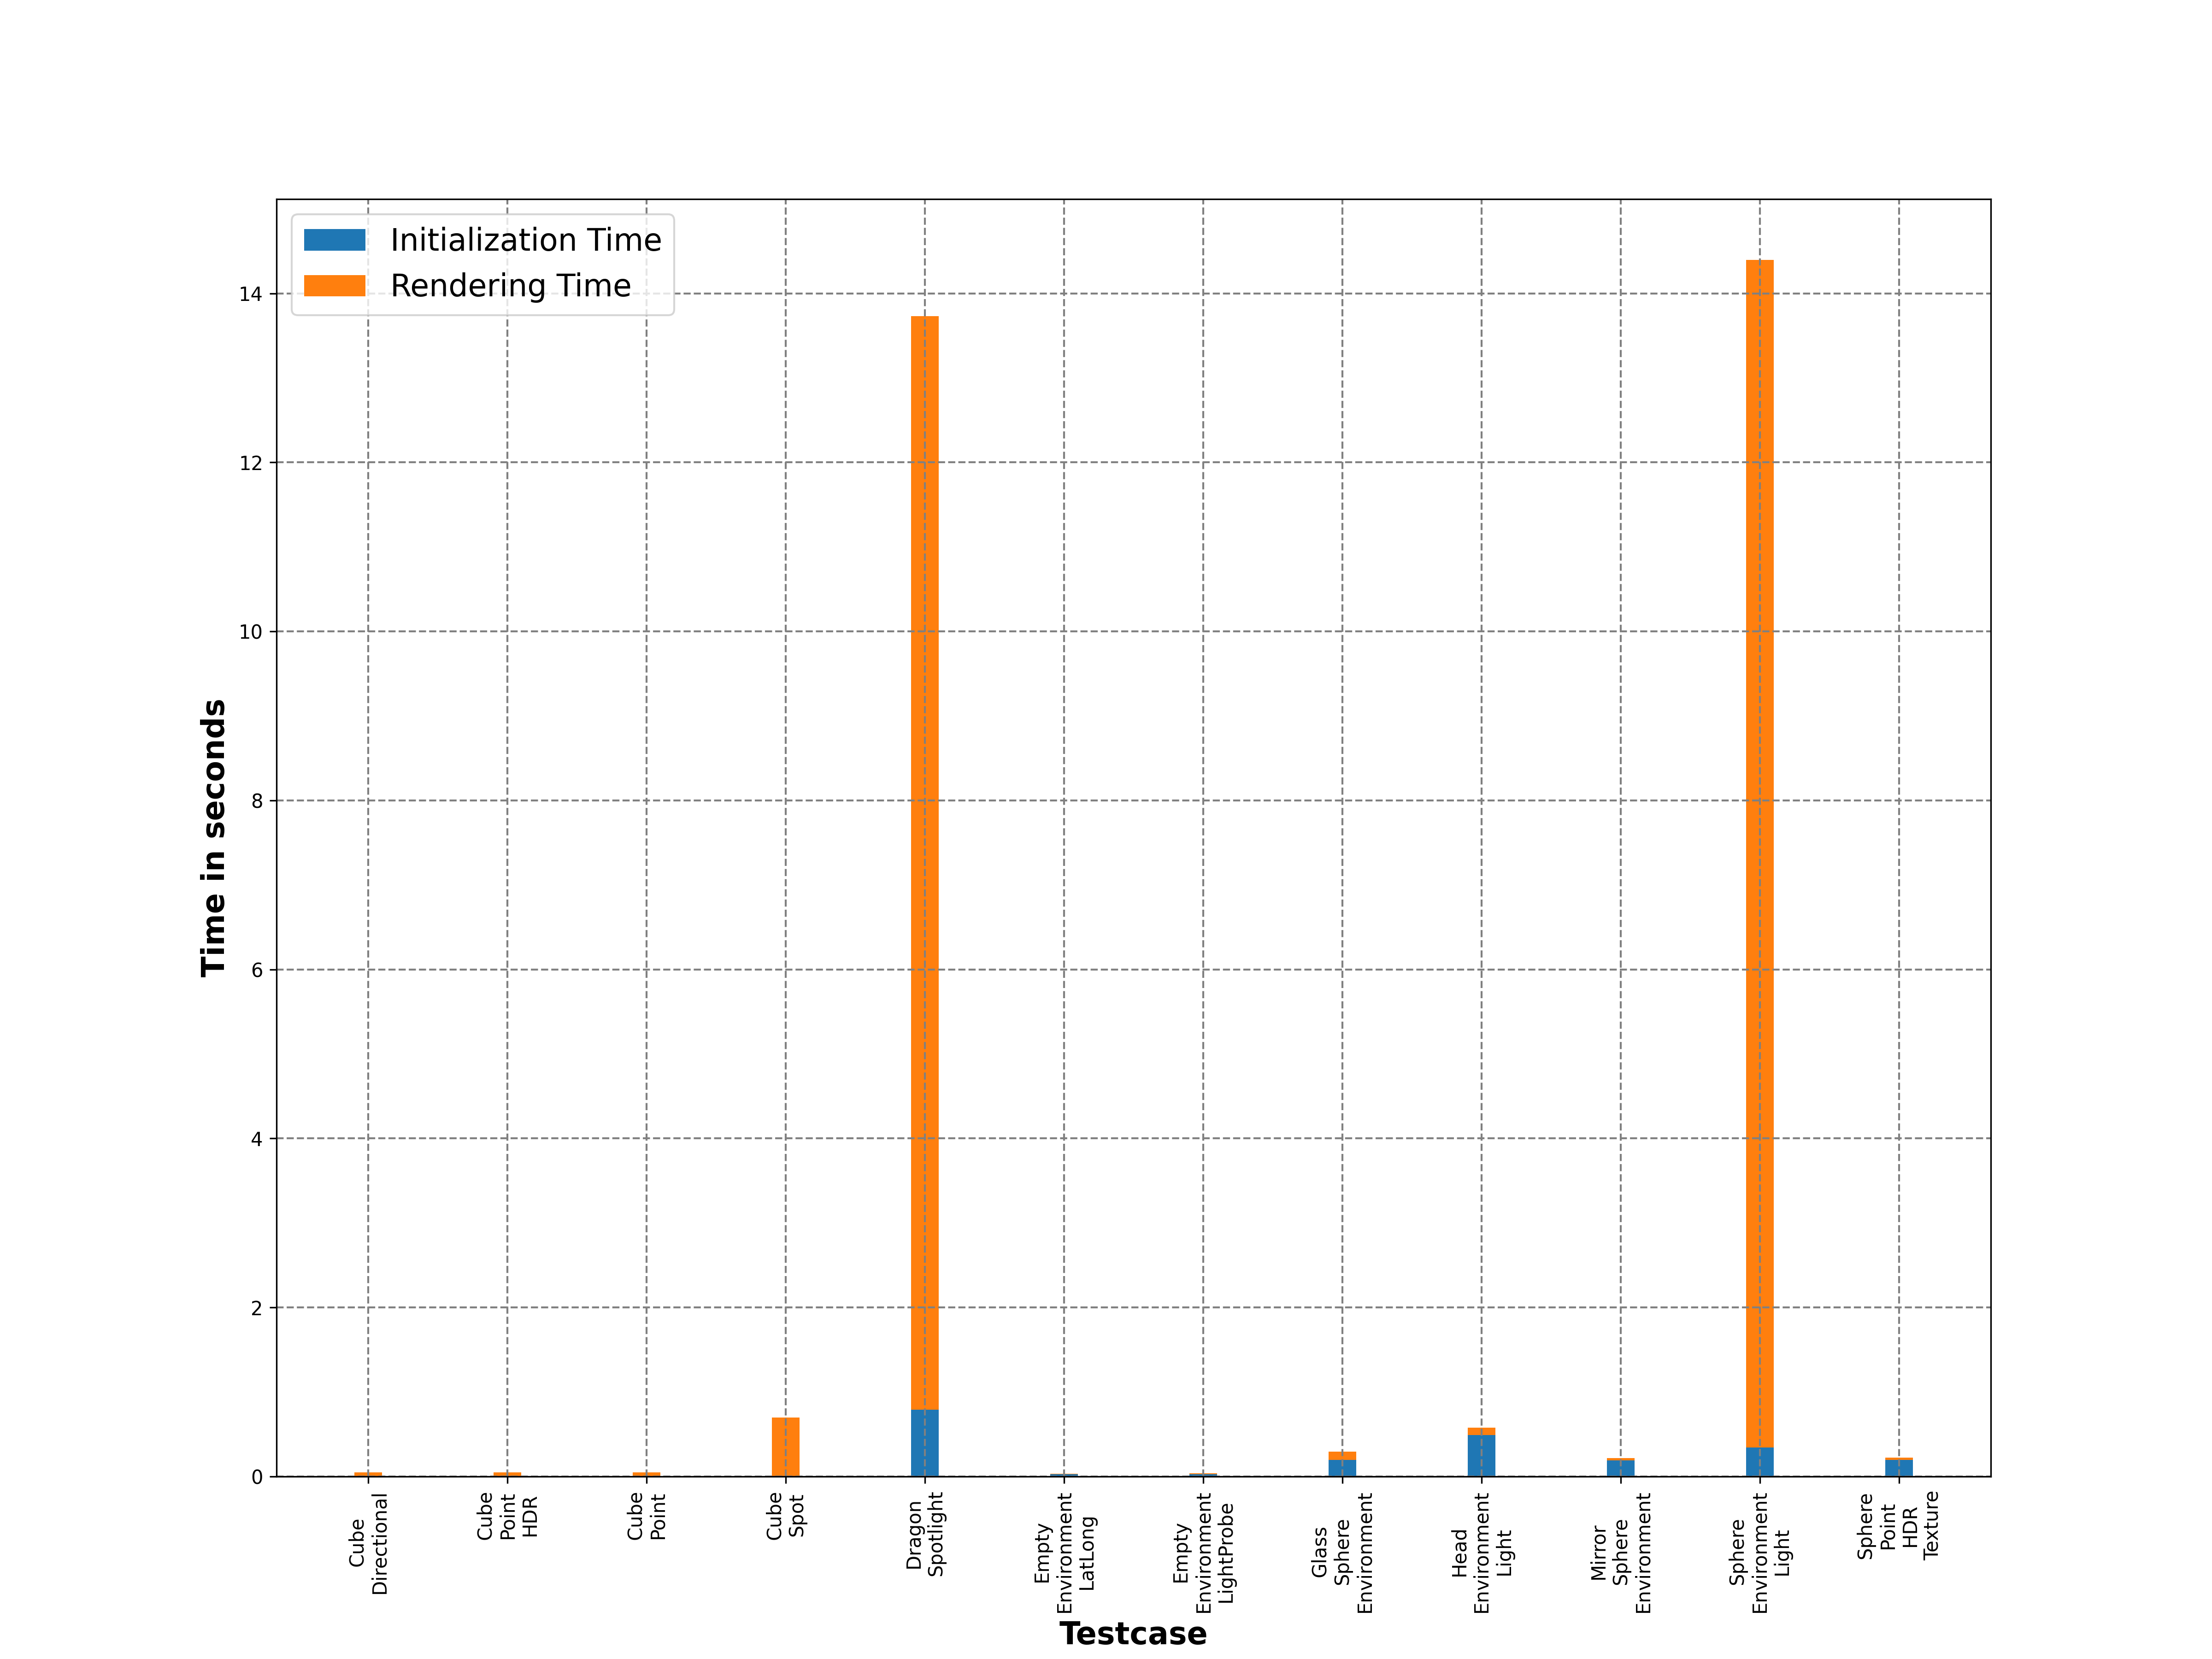 Initialization Time
Rendering Time
14
12
10
8
6
4
2
0
Time in seconds
Cube
Directional
Cube
Point
HDR
Cube
Point
Cube
Spot
Dragon
Spotlight
Empty
Environment
LatLong
Empty
Environment
LightProbe
Glass
Sphere
Environment
Head
Environment
Light
Mirror
Sphere
Environment
Sphere
Environment
Light
Sphere
Point
HDR
Texture
Testcase